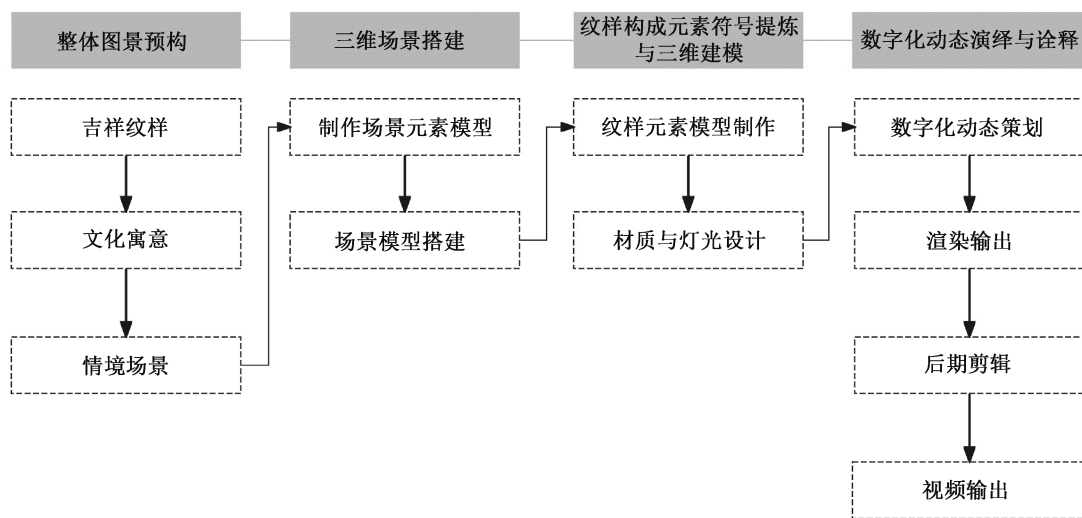 整体图景预构
三维场景搭建
纹样构成元素符号提炼
与三维建模
数字化动态演绎与诠释
吉祥纹样
文化寓意
情境场景
制作场景元素模型
场景模型搭建
纹样元素模型制作
材质与灯光设计
数字化动态策划
渲染输出
后期剪辑
视频输出